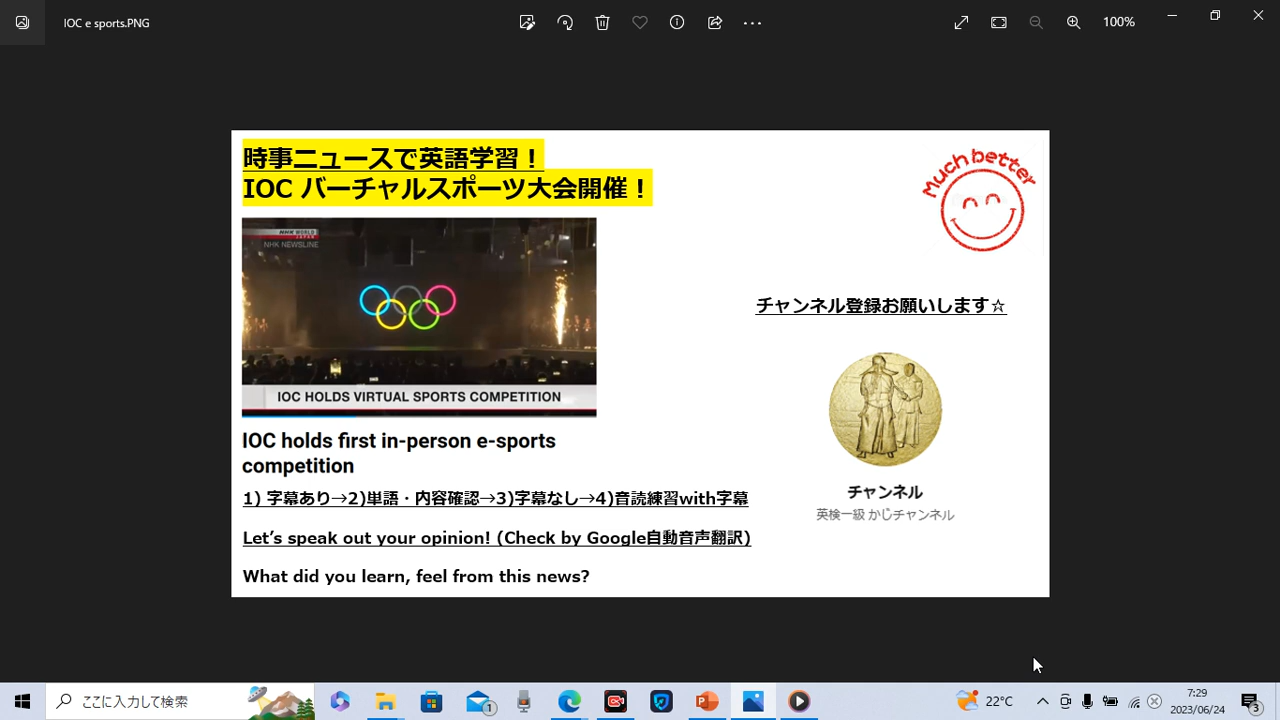 IOC e sports.PNG
100%
時事ニュースで英語学習！
IOC バーチャルスポーツ大会開催！
Much better
NHK WORLD
JAPAN
NHK NEWSLINE
チャンネル登録お願いします☆
IOC HOLDS VIRTUAL SPORTS COMPETITION
IOC holds first in-person e-sports
competition
1) 字幕あり→2)単語・内容確認→3)字幕なし→4)音読練習with字幕
チャンネル
英検一級 かじチャンネル
Let's speak out your opinion! (Check by Google自動音声翻訳)
What did you learn, feel from this news?
ここに入力して検索
1
22°C
7:29
2023/06/24
3